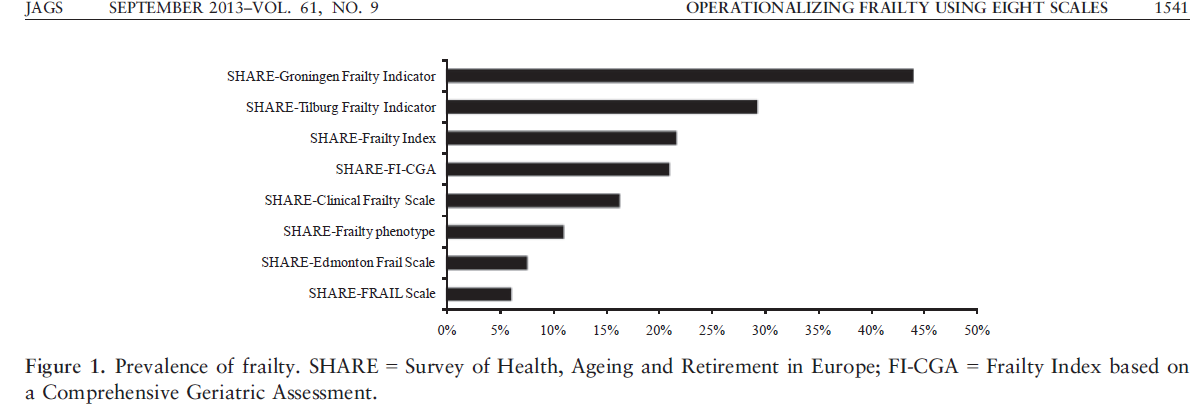 JAGS SEPTEMBER 2013–VOL. 61, NO. 9 OPERATIONALIZING FRAILTY USING EIGHT SCALES 1541
SHARE-Groningen Frailty Indicator
SHARE-Tilburg Frailty Indicator
SHARE-Frailty Index
SHARE-FI-CGA
SHARE-Clinical Frailty Scale
SHARE-Frailty phenotype
SHARE-Edmonton Frail Scale
SHARE-FRAIL Scale
0% 5% 10% 15% 20% 25% 30% 35% 40% 45% 50%
Figure 1. Prevalence of frailty. SHARE = Survey of Health, Ageing and Retirement in Europe; FI-CGA = Frailty Index based on
a Comprehensive Geriatric Assessment.